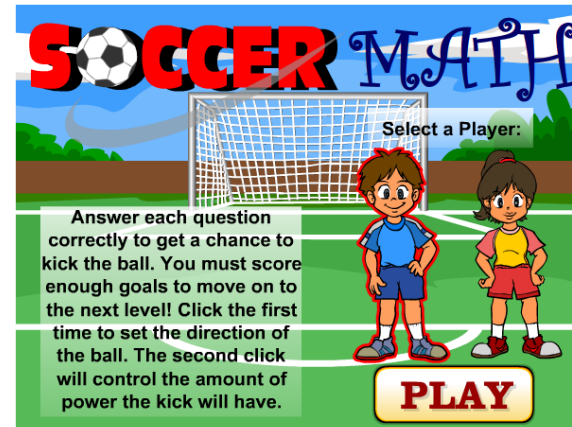 SOCCER MATH
Select a Player:
Answer each question
correctly to get a chance to
kick the ball. You must score
enough goals to move on to
the next level! Click the first
time to set the direction of
the ball. The second click
will control the amount of
power the kick will have.
PLAY